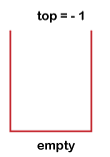 top = - 1
empty